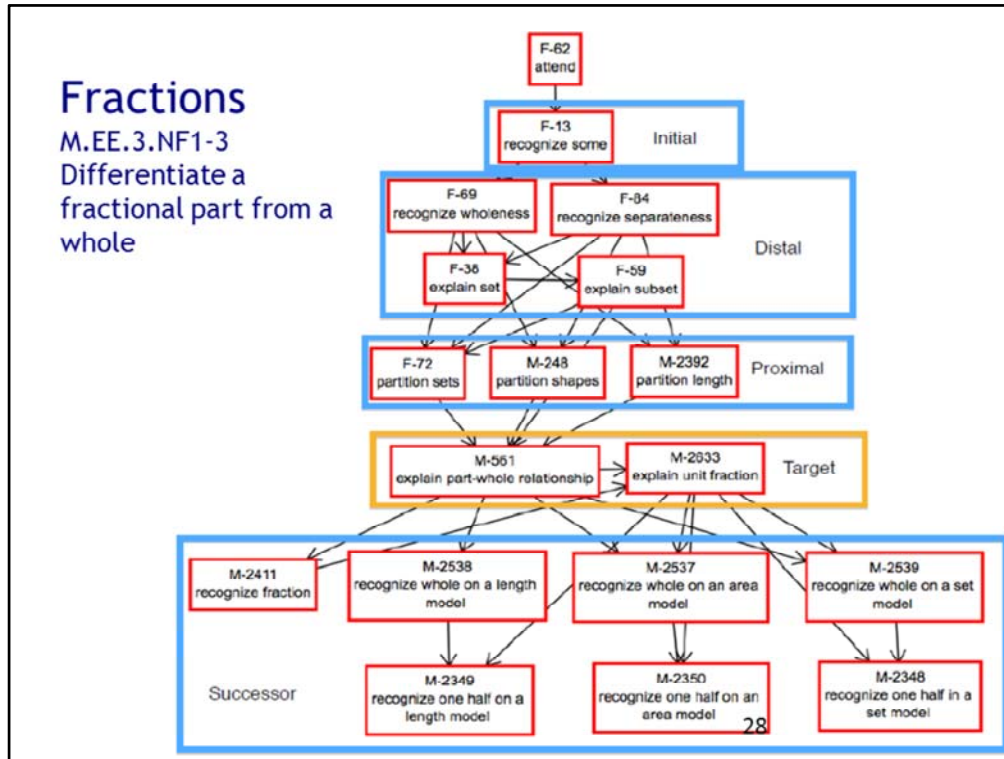 Fractions
M.EE.3.NF1-3
Differentiate a
fractional part from a
whole
F-62
attend
F-13
recognize some
Initial
F-69
recognize wholeness
F-84
recognize separateness
Distal
F-38
explain set
F-59
explain subset
F-72
partition sets
M-248
partition shapes
M-2392
partition length
Proximal
M-561
explain part-whole relationship
M-2633
explain unit fraction
Target
M-2411
recognize fraction
M-2538
recognize whole on a length
model
M-2537
recognize whole on an area
model
M-2539
recognize whole on a set
model
Successor
M-2349
recognize one half on a
length model
M-2350
recognize one half on an
area model
M-2348
recognize one half in a
set model
28